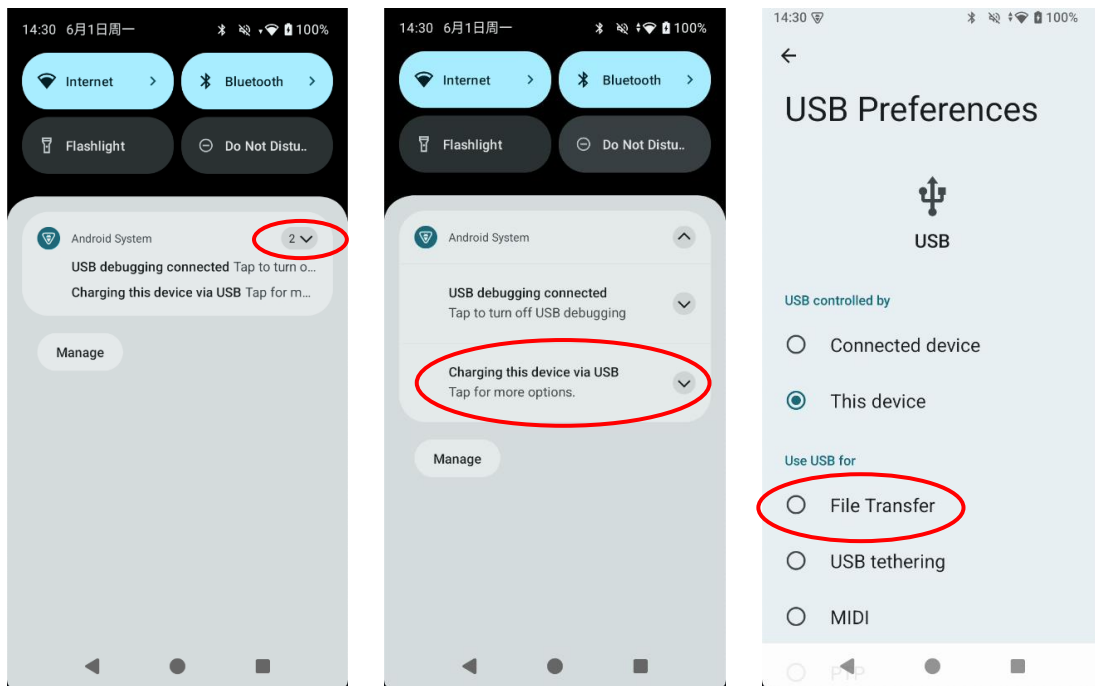 14:30 6月1日周一 100%
Internet
Bluetooth
Flashlight
Do Not Distu..
Android System
2
USB debugging connected Tap to turn o...
Charging this device via USB Tap for m...
Manage
14:30 6月1日周一 100%
Internet
Bluetooth
Flashlight
Do Not Distu..
Android System
USB debugging connected
Tap to turn off USB debugging
Charging this device via USB
Tap for more options.
Manage
14:30 100%
USB Preferences
USB
USB controlled by
Connected device
This device
Use USB for
File Transfer
USB tethering
MIDI
PTP